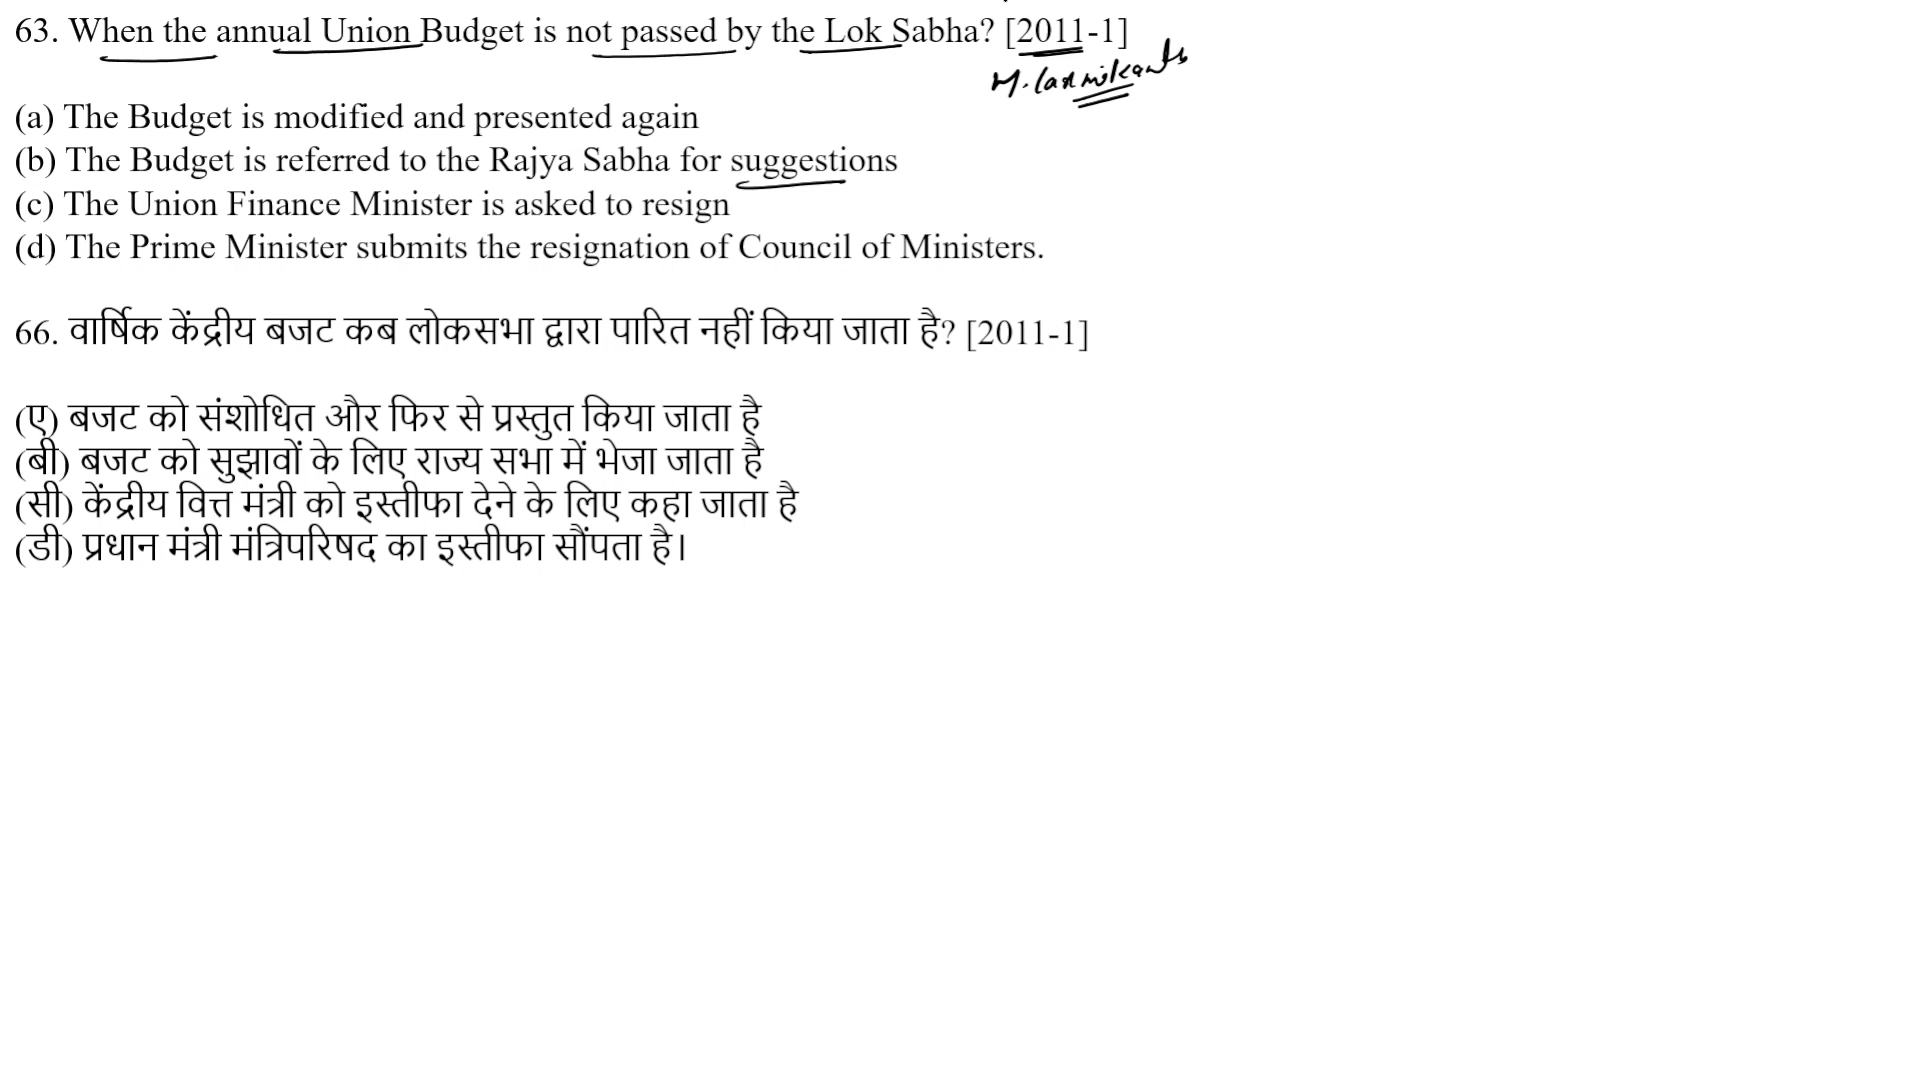 63. When the annual Union Budget is not passed by the Lok Sabha? [2011-1]
M. Laxmikanth
(a) The Budget is modified and presented again
(b) The Budget is referred to the Rajya Sabha for suggestions
(c) The Union Finance Minister is asked to resign
(d) The Prime Minister submits the resignation of Council of Ministers.
66. वार्षिक केंद्रीय बजट कब लोकसभा द्वारा पारित नहीं किया जाता है? [2011-1]
(ए) बजट को संशोधित और फिर से प्रस्तुत किया जाता है
(बी) बजट को सुझावों के लिए राज्य सभा में भेजा जाता है
(सी) केंद्रीय वित्त मंत्री को इस्तीफा देने के लिए कहा जाता है
(डी) प्रधान मंत्री मंत्रिपरिषद का इस्तीफा सौंपता है।